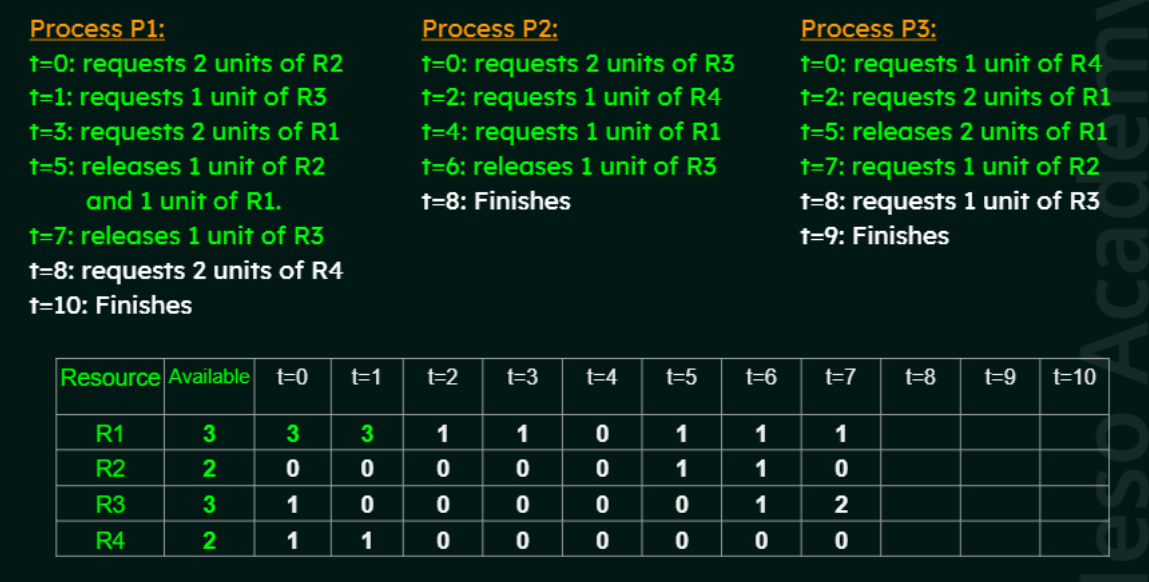 Process P1:
t=0: requests 2 units of R2
t=1: requests 1 unit of R3
t=3: requests 2 units of R1
t=5: releases 1 unit of R2
and 1 unit of R1.
t=7: releases 1 unit of R3
t=8: requests 2 units of R4
t=10: Finishes
Process P2:
t=0: requests 2 units of R3
t=2: requests 1 unit of R4
t=4: requests 1 unit of R1
t=6: releases 1 unit of R3
t=8: Finishes
Process P3:
t=0: requests 1 unit of R4
t=2: requests 2 units of R1
t=5: releases 2 units of R1
t=7: requests 1 unit of R2
t=8: requests 1 unit of R3
t=9: Finishes
Resource Available t=0 t=1 t=2 t=3 t=4 t=5 t=6 t=7 t=8 t=9 t=10
R1 3 3 3 1 1 0 1 1 1
R2 2 0 0 0 0 0 1 1 0
R3 3 1 0 0 0 0 0 1 2
R4 2 1 1 0 0 0 0 0 0
eso Academy